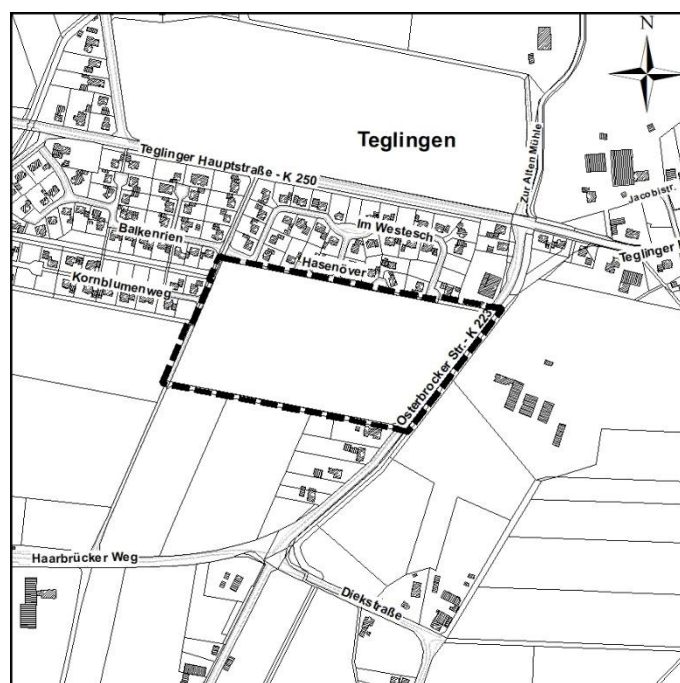 N
Teglingen
Zur Alten Mühle
Teglinger Hauptstraße - K 250
Jacobistr.
Im Westesch
Balkenrien
Teglinger
Hasenöver
Kornblumenweg
Osterbrocker Str.- K 223
Haarbrücker Weg
Diekstraße